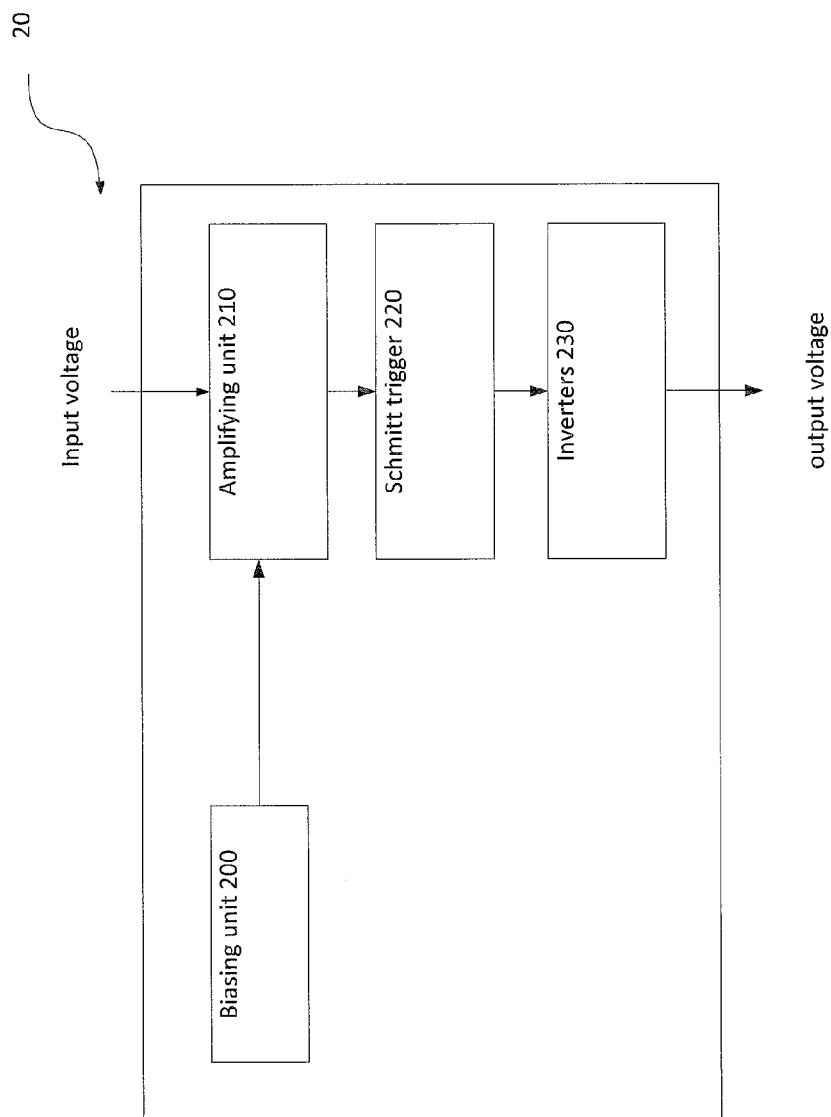 20
Input voltage
Amplifying unit 210
Schmitt trigger 220
Inverters 230
output voltage
Biasing unit 200